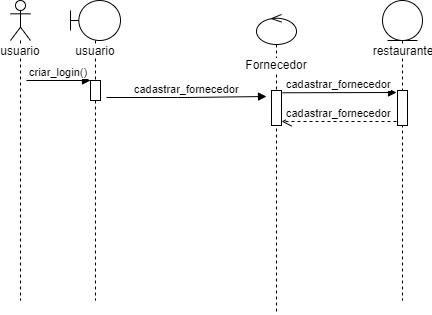 usuario
usuario
Fornecedor
restaurante
criar_login()
cadastrar_fornecedor
cadastrar_fornecedor
cadastrar_fornecedor